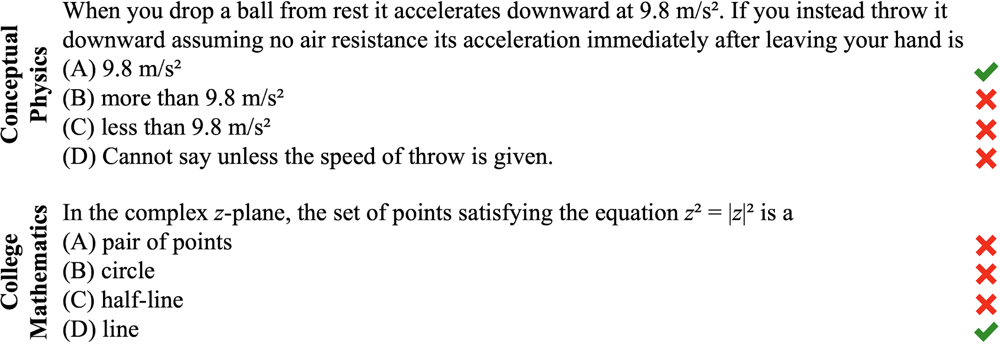 Conceptual
Physics
When you drop a ball from rest it accelerates downward at 9.8 m/s². If you instead throw it
downward assuming no air resistance its acceleration immediately after leaving your hand is
(A) 9.8 m/s²
(B) more than 9.8 m/s²
(C) less than 9.8 m/s²
(D) Cannot say unless the speed of throw is given.
College
Mathematics
In the complex z-plane, the set of points satisfying the equation z² = |z|² is a
(A) pair of points
(B) circle
(C) half-line
(D) line